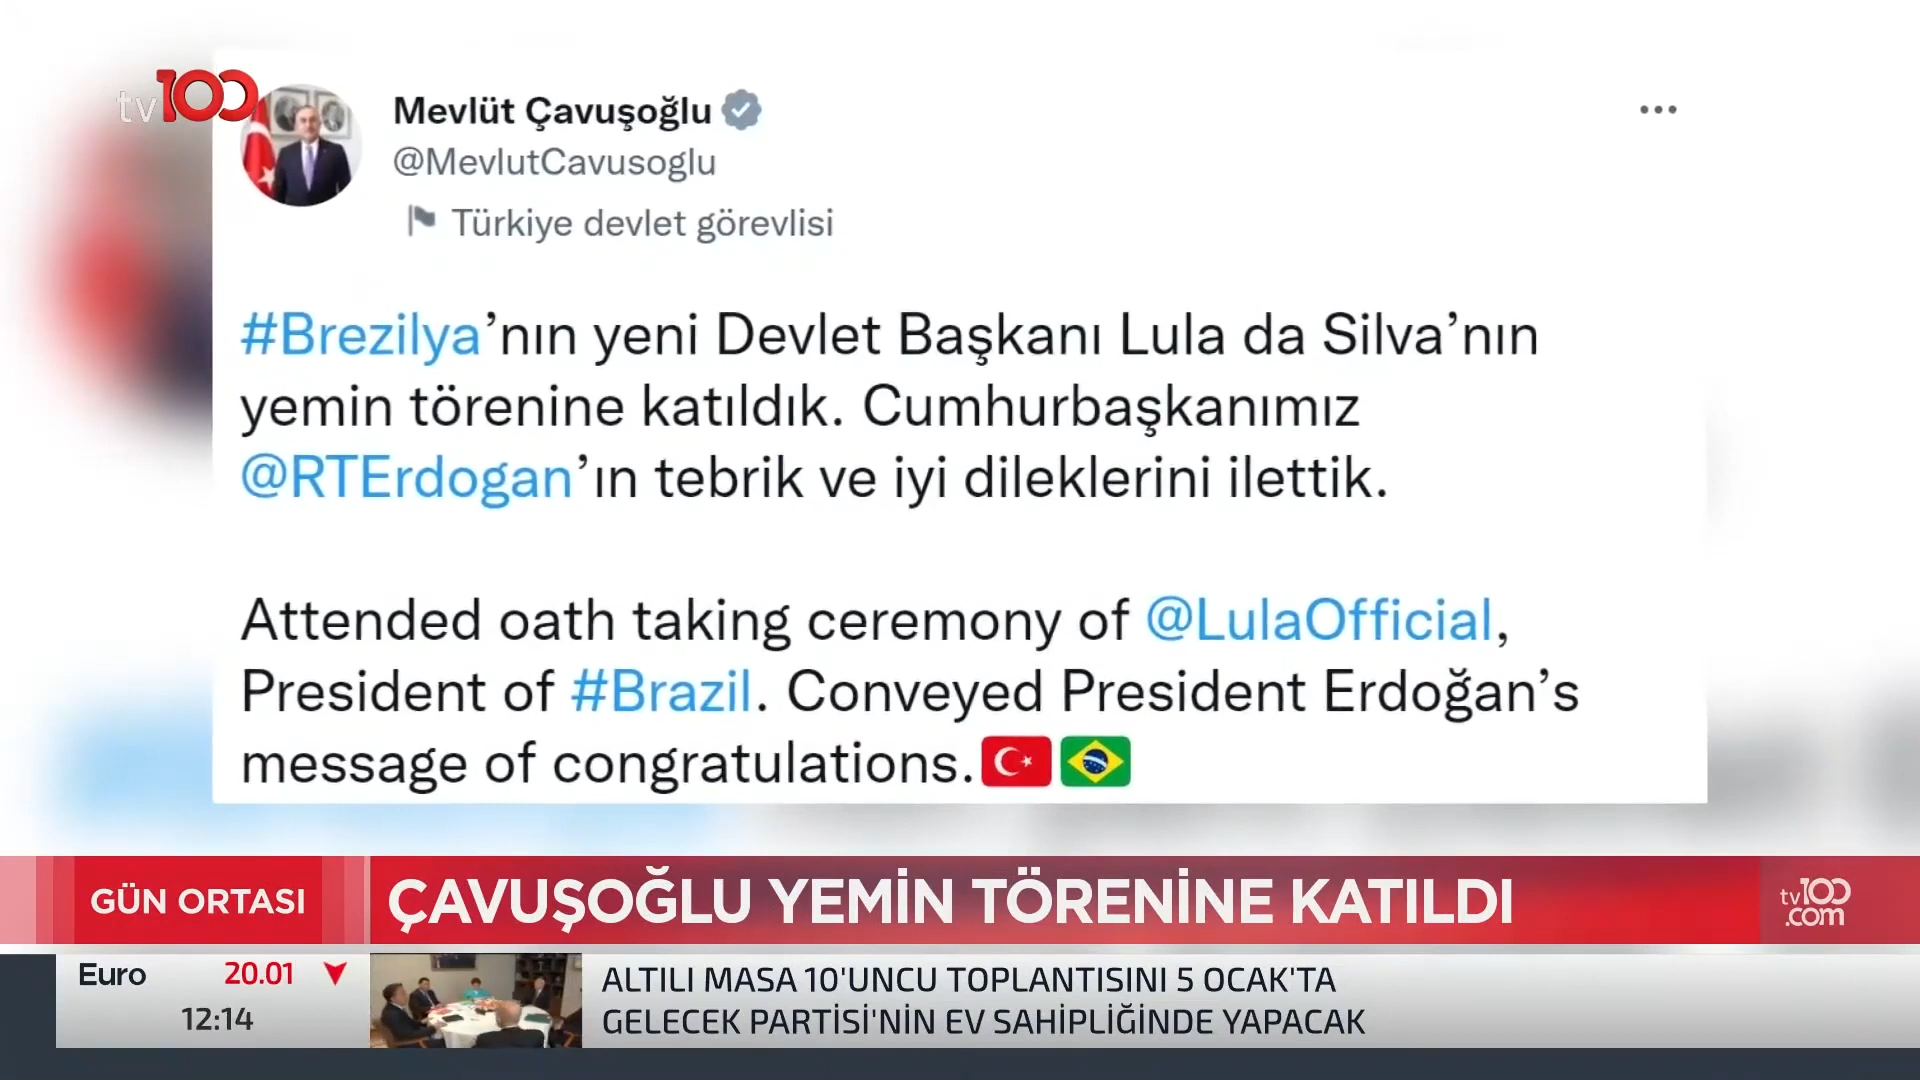 tv100
Mevlüt Çavuşoğlu
@MevlutCavusoglu
Türkiye devlet görevlisi
#Brezilya’nın yeni Devlet Başkanı Lula da Silva’nın
yemin törenine katıldık. Cumhurbaşkanımız
@RTErdogan’ın tebrik ve iyi dileklerini ilettik.
Attended oath taking ceremony of @LulaOfficial,
President of #Brazil. Conveyed President Erdoğan’s
message of congratulations.
GÜN ORTASI
ÇAVUŞOĞLU YEMİN TÖRENİNE KATILDI
tv100
.com
Euro 20.01
12:14
ALTILI MASA 10'UNCU TOPLANTISINI 5 OCAK'TA
GELECEK PARTİSİ'NİN EV SAHİPLİĞİNDE YAPACAK